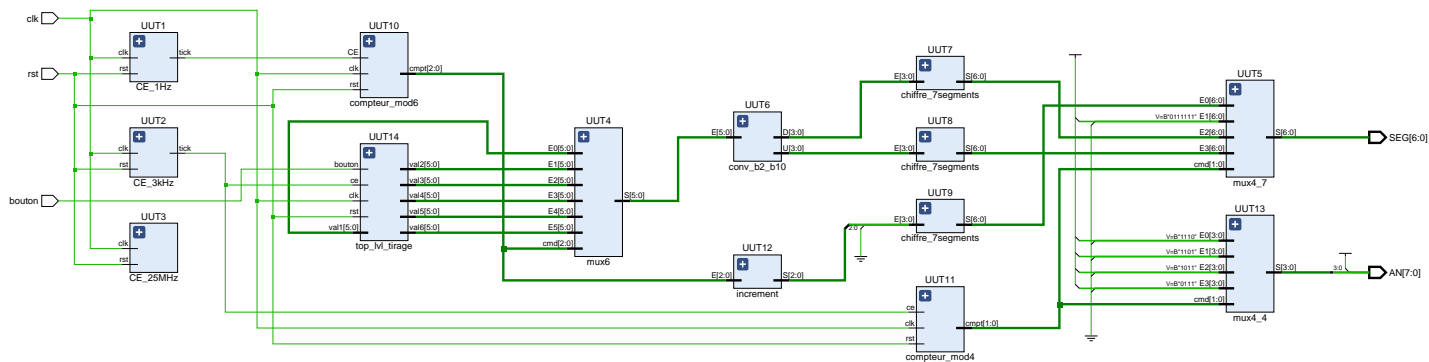 clk
rst
bouton
UUT1
clk
rst
tick
CE_1Hz
UUT2
clk
rst
tick
CE_3kHz
UUT3
clk
rst
CE_25MHz
UUT10
CE
clk
rst
cmpt[2:0]
compteur_mod6
UUT14
bouton
ce
clk
rst
val1[5:0]
val2[5:0]
val3[5:0]
val4[5:0]
val5[5:0]
val6[5:0]
top_lvl_tirage
UUT4
E0[5:0]
E1[5:0]
E2[5:0]
E3[5:0]
E4[5:0]
E5[5:0]
cmd[2:0]
S[5:0]
mux6
UUT6
E[5:0]
D[3:0]
U[3:0]
conv_b2_b10
UUT12
E[2:0]
S[2:0]
increment
UUT7
E[3:0]
S[6:0]
chiffre_7segments
UUT8
E[3:0]
S[6:0]
chiffre_7segments
UUT9
2:0
E[3:0]
S[6:0]
chiffre_7segments
UUT11
ce
clk
rst
cmpt[1:0]
compteur_mod4
UUT5
E0[6:0]
V=B"0111111" E1[6:0]
E2[6:0]
E3[6:0]
cmd[1:0]
S[6:0]
mux4_7
SEG[6:0]
UUT13
V=B"1110" E0[3:0]
V=B"1101" E1[3:0]
V=B"1011" E2[3:0]
V=B"0111" E3[3:0]
cmd[1:0]
S[3:0]
mux4_4
3:0
AN[7:0]